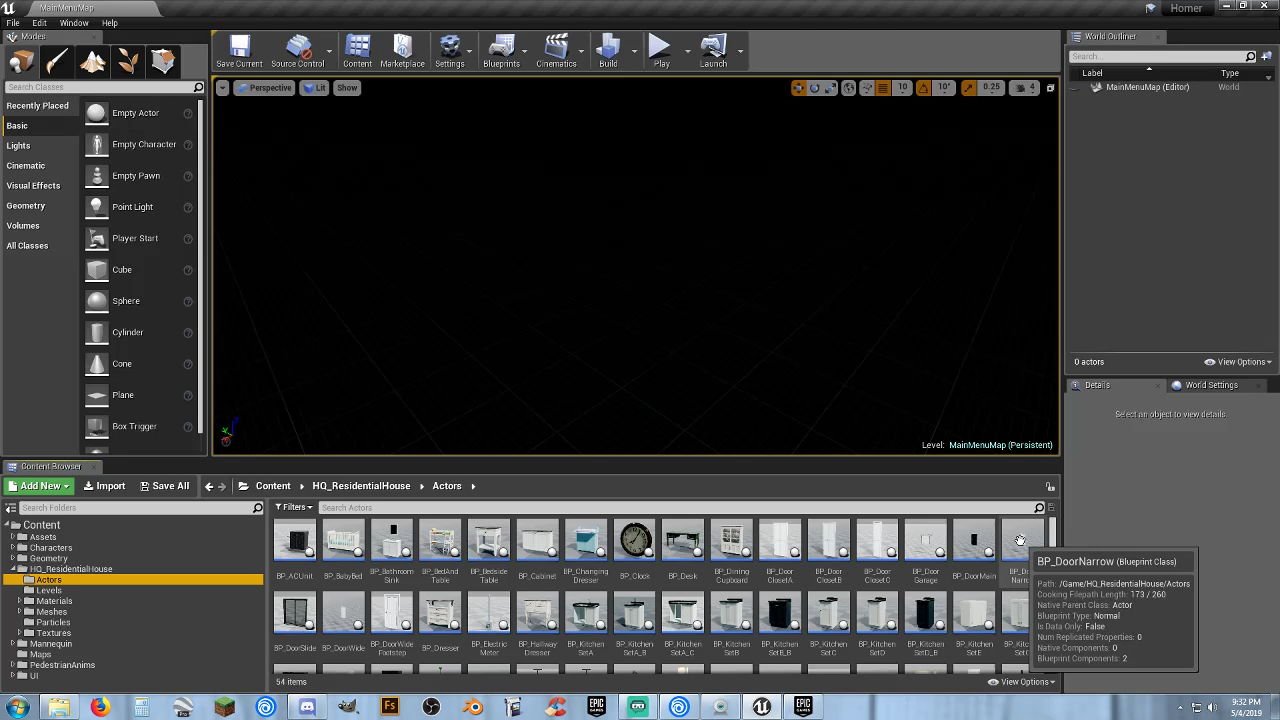 MainMenuMap
Homer
File Edit Window Help
Modes
Search Classes
Recently Placed
Basic
Lights
Cinematic
Visual Effects
Geometry
Volumes
All Classes
Empty Actor
Empty Character
Empty Pawn
Point Light
Player Start
Cube
Sphere
Cylinder
Cone
Plane
Box Trigger
Save Current Source Control Content Marketplace Settings Blueprints Cinematics Build Play Launch
Perspective Lit Show
10 10° 0.25 4
Level: MainMenuMap (Persistent)
World Outliner
Search...
Label Type
MainMenuMap (Editor) World
0 actors View Options
Details World Settings
Select an object to view details.
Content Browser
Add New Import Save All Content HQ_ResidentialHouse Actors
Search Folders
Filters Search Actors
Content
Assets
Characters
Geometry
HQ_ResidentialHouse
Actors
Levels
Materials
Meshes
Particles
Textures
Mannequin
Maps
PedestrianAnims
UI
BP_ACUnit BP_BabyBed BP_Bathroom Sink BP_BedAnd Table BP_Bedside Table BP_Cabinet BP_Changing Dresser BP_Clock BP_Desk BP_Dining Cupboard BP_Door ClosetA BP_Door ClosetB BP_Door ClosetC BP_Door Garage BP_DoorMain
BP_DoorSlide BP_DoorWide BP_DoorWide Footstep BP_Dresser BP_Electric Meter BP_Hallway Dresser BP_Kitchen SetA BP_Kitchen SetA_B BP_Kitchen SetB BP_Kitchen SetB_B BP_Kitchen SetC BP_Kitchen SetD BP_Kitchen SetD_B BP_Kitchen SetE
BP_DoorNarrow (Blueprint Class)
Path: /Game/HQ_ResidentialHouse/Actors
Cooking Filepath Length: 173 / 260
Native Parent Class: Actor
Blueprint Type: Normal
Is Data Only: False
Num Replicated Properties: 0
Native Components: 0
Blueprint Components: 2
54 items View Options
9:32 PM
5/4/2019